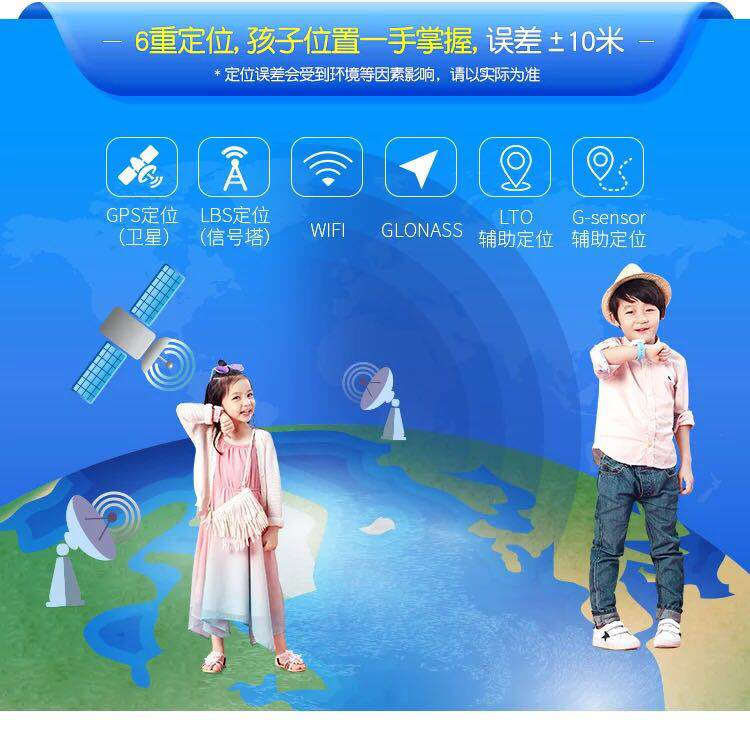 6重定位, 孩子位置一手掌握, 误差±10米
* 定位误差会受到环境等因素影响，请以实际为准
GPS定位
（卫星）
LBS定位
（信号塔）
WIFI
GLONASS
LTO
辅助定位
G-sensor
辅助定位